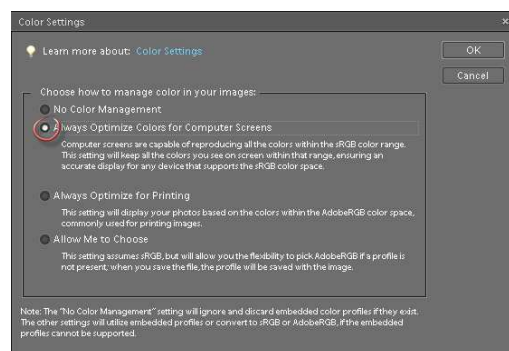 Color Settings
x
Learn more about: Color Settings
OK
Cancel
Choose how to manage color in your images:
No Color Management
Always Optimize Colors for Computer Screens
Computer screens are capable of reproducing all the colors within the sRGB color range.
This setting will keep all the colors you see on screen within that range, ensuring an
accurate display for any device that supports the sRGB color space.
Always Optimize for Printing
This setting will display your photos based on the colors within the AdobeRGB color space,
commonly used for printing images.
Allow Me to Choose
This setting assumes sRGB, but will allow you the flexibility to pick AdobeRGB if a profile is
not present, when you save the file, the profile will be saved with the image.
Note: The "No Color Management" setting will ignore and discard embedded color profiles if they exist.
The other settings will utilize embedded profiles or convert to sRGB or AdobeRGB, if the embedded
profiles cannot be supported.